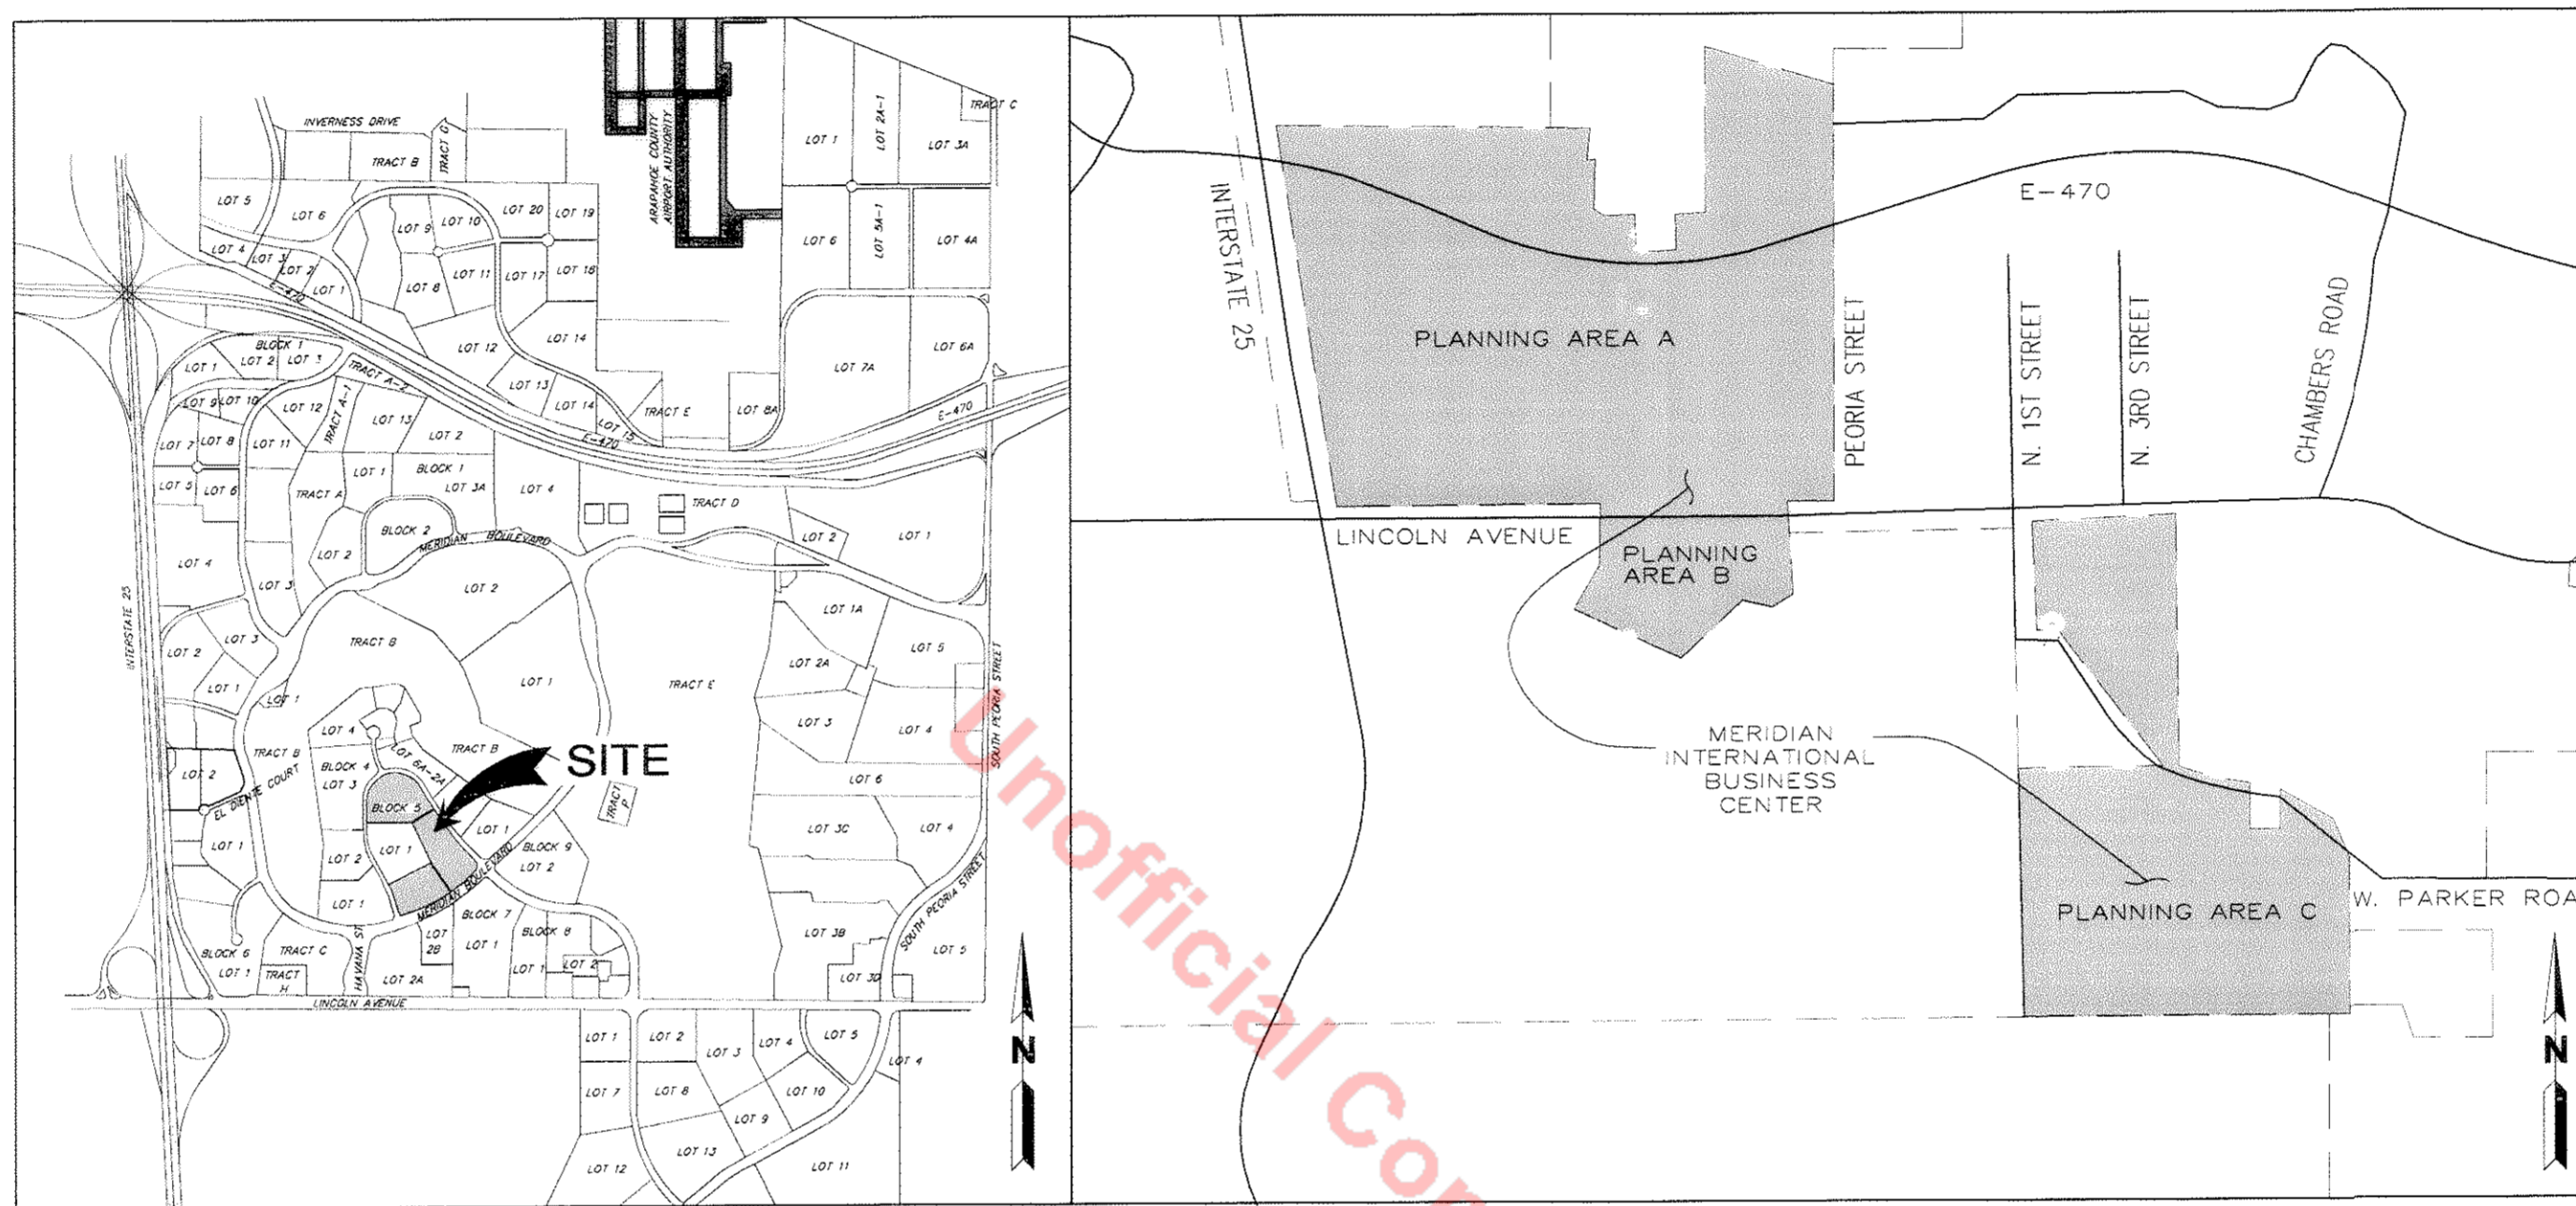 INVERNESS DRIVE
TRACT B
TRACT G
ARAPAHOE COUNTY
AIRPORT AUTHORITY
LOT 1
LOT 2A-1
LOT 3A
TRACT C
LOT 5
LOT 6
LOT 9
LOT 10
LOT 20
LOT 19
LOT 6
LOT 5A-1
LOT 4A
LOT 4
LOT 3
LOT 2
LOT 1
E-470
LOT 8
LOT 11
LOT 17
LOT 18
LOT 12
LOT 14
LOT 7A
LOT 6A
BLOCK 1
LOT 1
LOT 2
LOT 3
TRACT A-2
LOT 13
LOT 14
LOT 15
TRACT E
LOT 8A
E-470
LOT 9
LOT 10
LOT 12
TRACT A-1
LOT 13
LOT 2
E-470
LOT 7
LOT 8
LOT 11
LOT 5
LOT 6
TRACT A
LOT 1
BLOCK 1
LOT 3A
LOT 4
TRACT D
BLOCK 2
MERIDIAN BOULEVARD
LOT 2
LOT 1
LOT 4
LOT 2
LOT 3
LOT 2
LOT 1A
INTERSTATE 25
LOT 2
LOT 3
TRACT B
LOT 5
LOT 2A
LOT 1
LOT 1
LOT 1
TRACT E
SOUTH PEORIA STREET
LOT 4
LOT 3
LOT 4
TRACT B
BLOCK 4
LOT 3
LOT 6A-2A
TRACT B
SITE
LOT 2
EL DIENTE COURT
LOT 6
BLOCK 5
TRACT P
LOT 1
LOT 3C
LOT 4
LOT 1
LOT 2
LOT 1
BLOCK 9
LOT 2
MERIDIAN BOULEVARD
LOT 1
BLOCK 7
SOUTH PEORIA STREET
BLOCK 6
LOT 1
TRACT C
TRACT H
HAVANA ST
LOT 2B
LOT 1
BLOCK 8
LOT 1
LOT 2
LOT 3B
LOT 5
LOT 2A
LOT 3D
LINCOLN AVENUE
LOT 1
LOT 2
LOT 3
LOT 4
LOT 5
LOT 4
LOT 7
LOT 8
LOT 9
LOT 10
LOT 13
LOT 12
LOT 11
N
INTERSTATE 25
E-470
PLANNING AREA A
PEORIA STREET
N. 1ST STREET
N. 3RD STREET
CHAMBERS ROAD
LINCOLN AVENUE
PLANNING
AREA B
MERIDIAN
INTERNATIONAL
BUSINESS
CENTER
PLANNING AREA C
W. PARKER ROA
N
Unofficial Cop